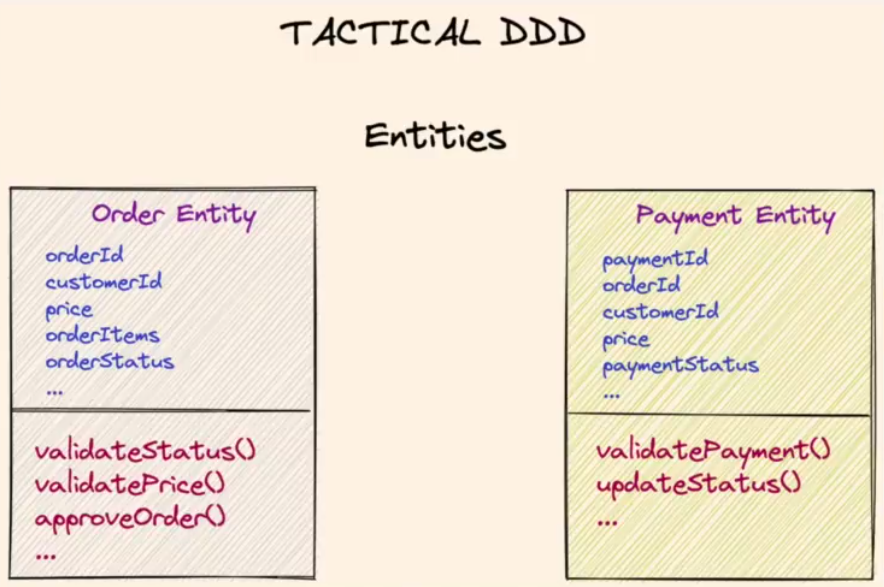 TACTICAL DDD
Entities
Order Entity
orderId
customerId
price
orderItems
orderStatus
...
validateStatus()
validatePrice()
approveOrder()
...
Payment Entity
paymentId
orderId
customerId
price
paymentStatus
...
validatePayment()
updateStatus()
...